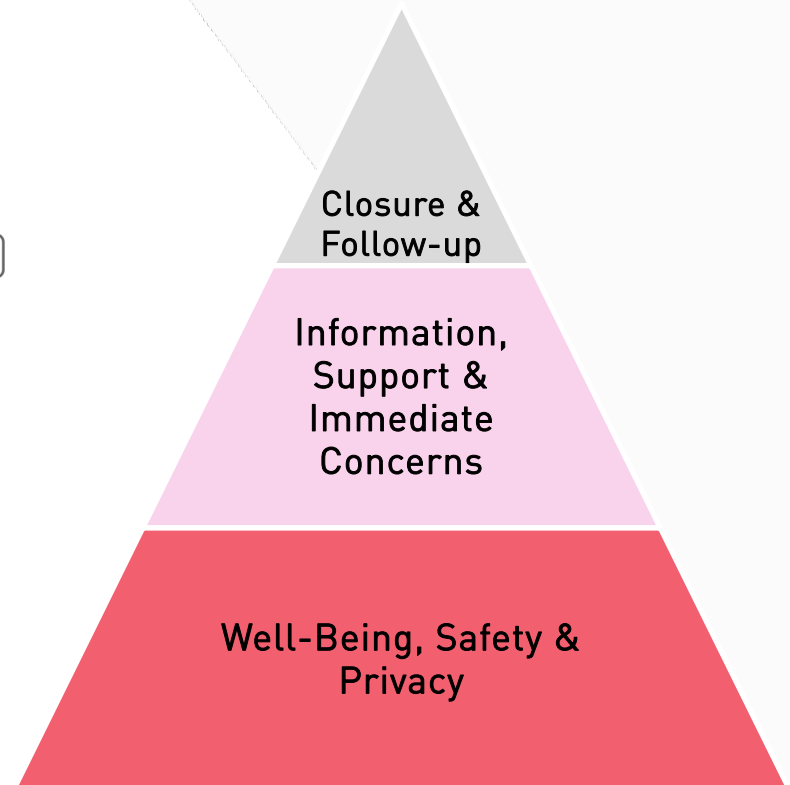 Closure &
Follow-up
Information,
Support &
Immediate
Concerns
Well-Being, Safety &
Privacy